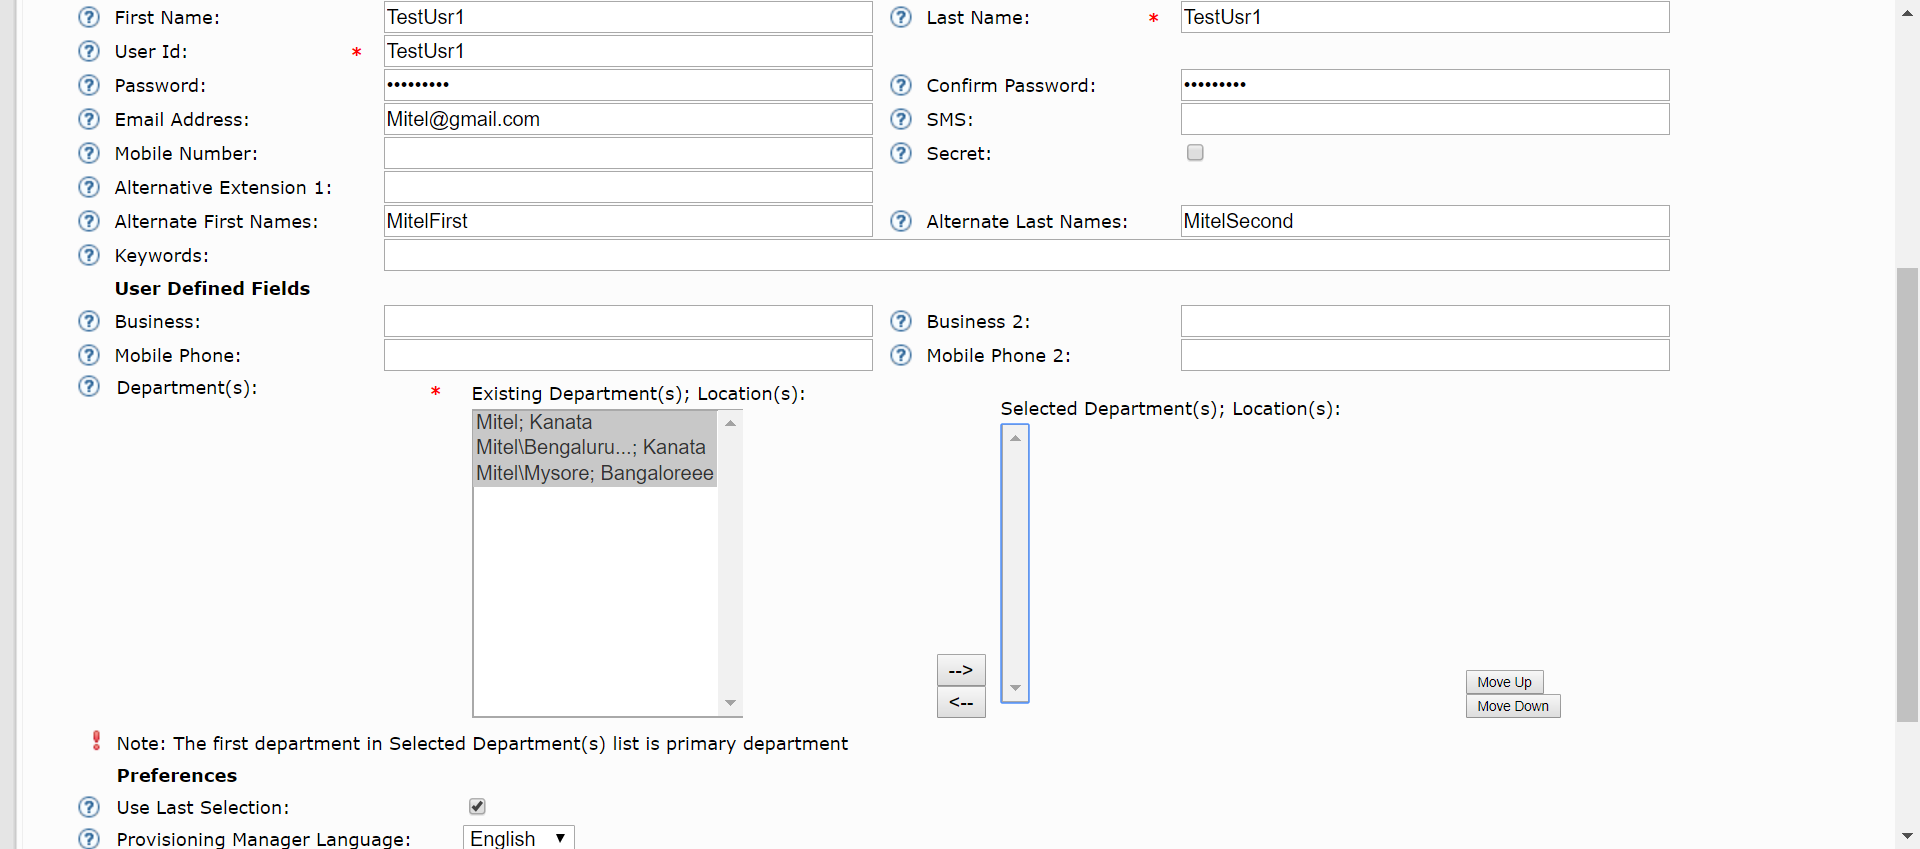 First Name: TestUsr1 Last Name: * TestUsr1
User Id: * TestUsr1
Password: ••••••••• Confirm Password: •••••••••
Email Address: Mitel@gmail.com SMS:
Mobile Number: Secret:
Alternative Extension 1:
Alternate First Names: MitelFirst Alternate Last Names: MitelSecond
Keywords:
User Defined Fields
Business: Business 2:
Mobile Phone: Mobile Phone 2:
Department(s): * Existing Department(s); Location(s):
Selected Department(s); Location(s):
Mitel; Kanata
Mitel\Bengaluru...; Kanata
Mitel\Mysore; Bangaloreee
-->
<--
Move Up
Move Down
Note: The first department in Selected Department(s) list is primary department
Preferences
Use Last Selection:
Provisioning Manager Language: English